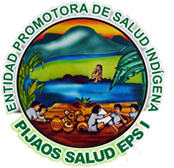 ENTIDAD PROMOTORA DE SALUD INDÍGENA
PIJAOS SALUD EPS I